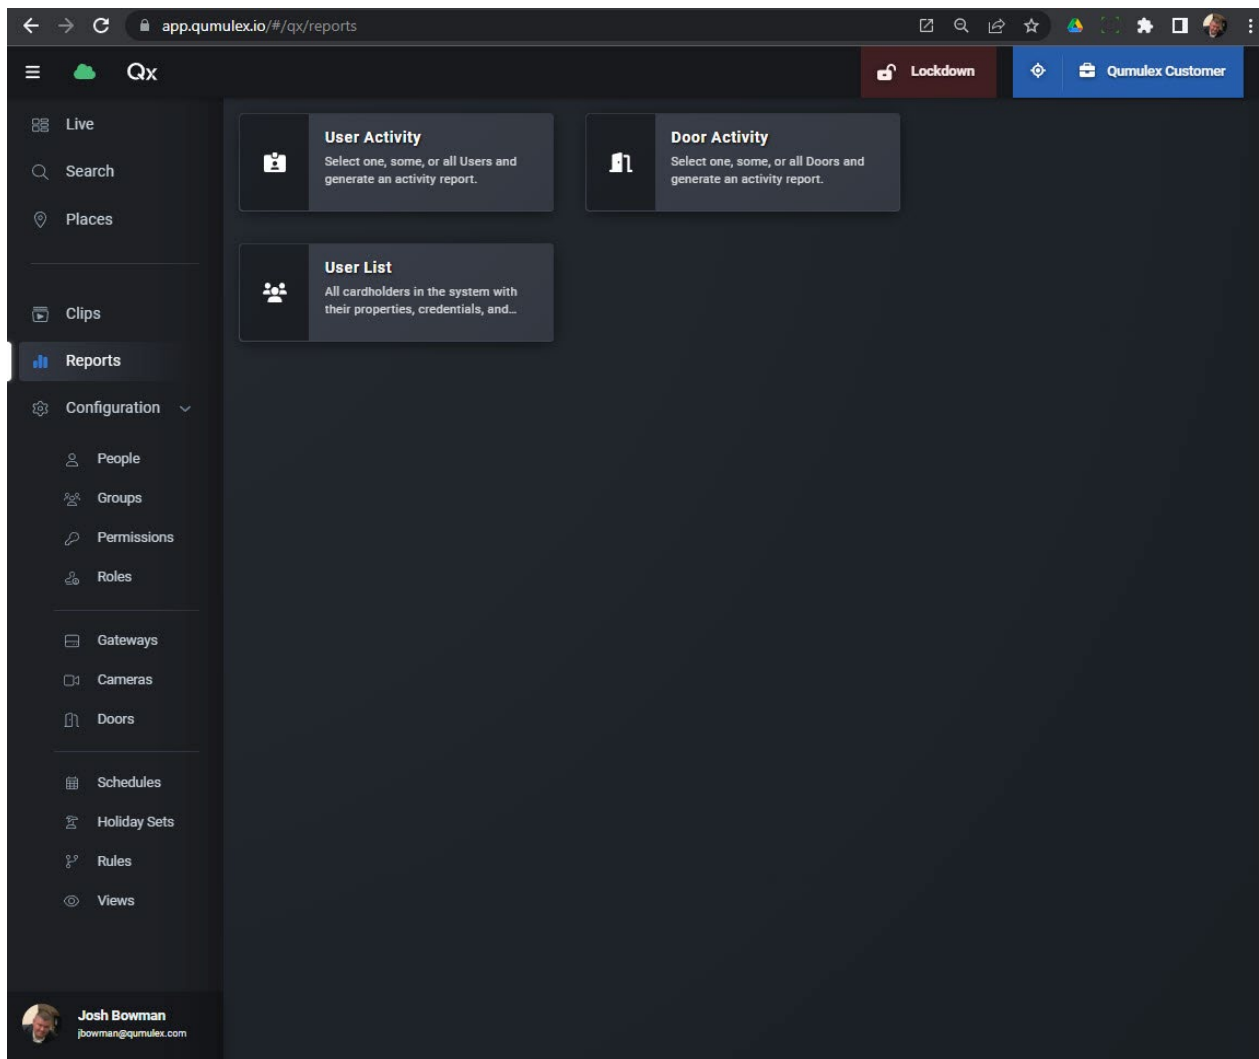 app.qumulex.io/#/qx/reports
Qx
Lockdown
Qumulex Customer
Live
Search
Places
Clips
Reports
Configuration
People
Groups
Permissions
Roles
Gateways
Cameras
Doors
Schedules
Holiday Sets
Rules
Views
Josh Bowman
jbowman@qumulex.com
User Activity
Select one, some, or all Users and
generate an activity report.
Door Activity
Select one, some, or all Doors and
generate an activity report.
User List
All cardholders in the system with
their properties, credentials, and...